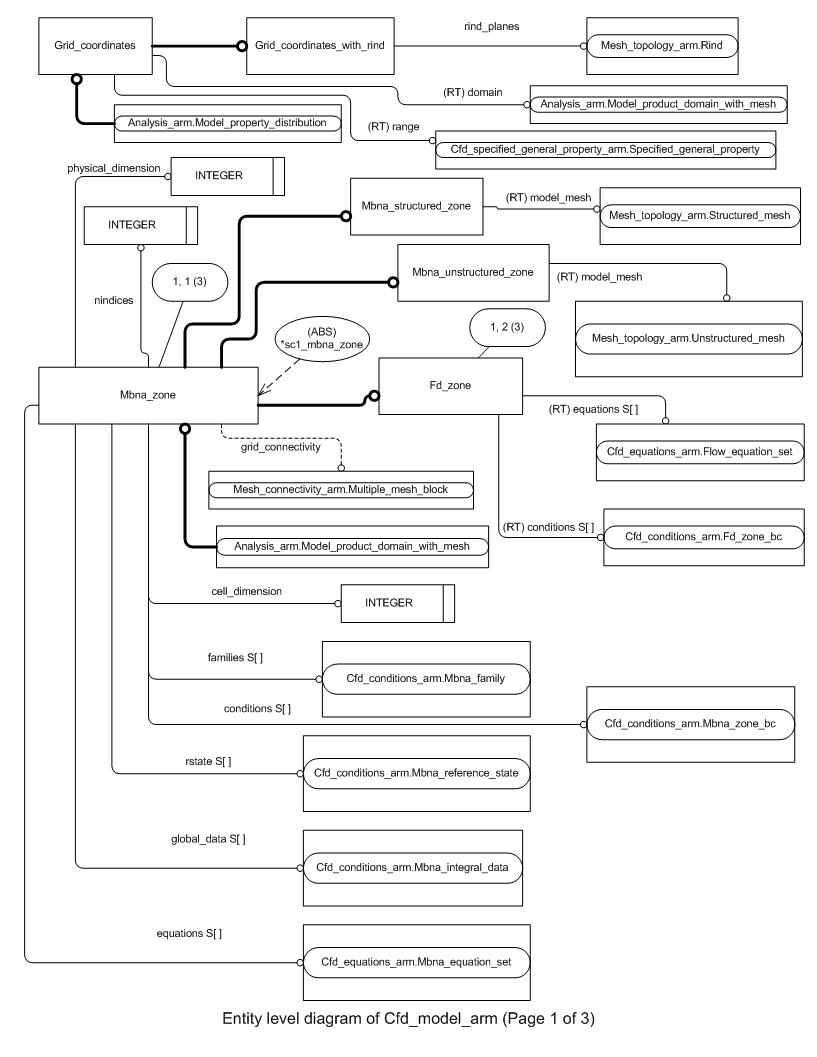 rind_planes
Grid_coordinates
Grid_coordinates_with_rind
Mesh_topology_arm.Rind
(RT) domain
Analysis_arm.Model_product_domain_with_mesh
Analysis_arm.Model_property_distribution
(RT) range
Cfd_specified_general_property_arm.Specified_general_property
physical_dimension
INTEGER
Mbna_structured_zone
(RT) model_mesh
Mesh_topology_arm.Structured_mesh
INTEGER
Mbna_unstructured_zone
(RT) model_mesh
1, 1 (3)
nindices
1, 2 (3)
(ABS)
*sc1_mbna_zone
Mesh_topology_arm.Unstructured_mesh
Mbna_zone
Fd_zone
(RT) equations S[ ]
grid_connectivity
Cfd_equations_arm.Flow_equation_set
Mesh_connectivity_arm.Multiple_mesh_block
(RT) conditions S[ ]
Cfd_conditions_arm.Fd_zone_bc
Analysis_arm.Model_product_domain_with_mesh
cell_dimension
INTEGER
families S[ ]
Cfd_conditions_arm.Mbna_family
conditions S[ ]
Cfd_conditions_arm.Mbna_zone_bc
rstate S[ ]
Cfd_conditions_arm.Mbna_reference_state
global_data S[ ]
Cfd_conditions_arm.Mbna_integral_data
equations S[ ]
Cfd_equations_arm.Mbna_equation_set
Entity level diagram of Cfd_model_arm (Page 1 of 3)